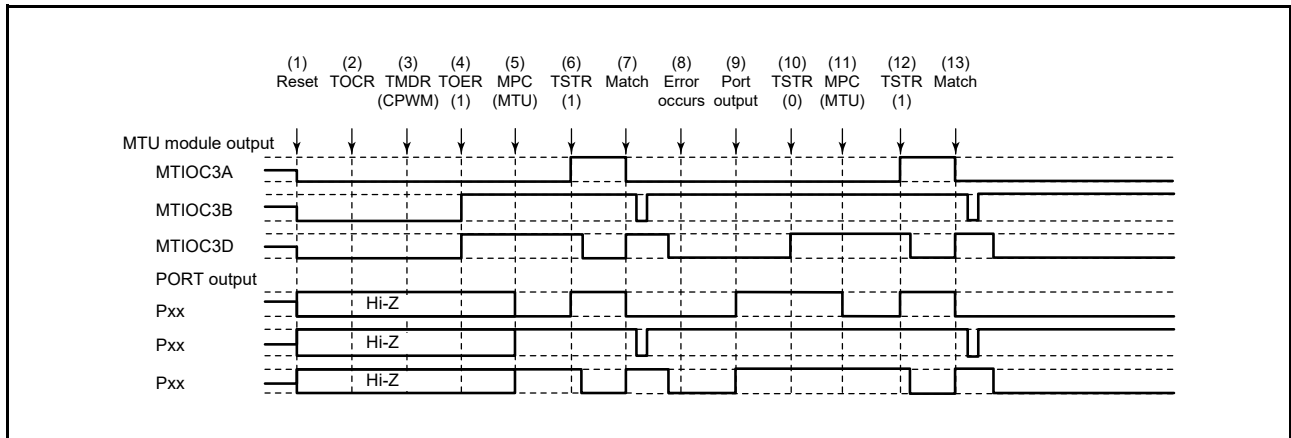 (1) (2) (3) (4) (5) (6) (7) (8) (9) (10) (11) (12) (13)
Reset TOCR TMDR TOER MPC TSTR Match Error Port TSTR MPC TSTR Match
(CPWM) (1) (MTU) (1) occurs output (0) (MTU) (1)
MTU module output
MTIOC3A
MTIOC3B
MTIOC3D
PORT output
Pxx Hi-Z
Pxx Hi-Z
Pxx Hi-Z